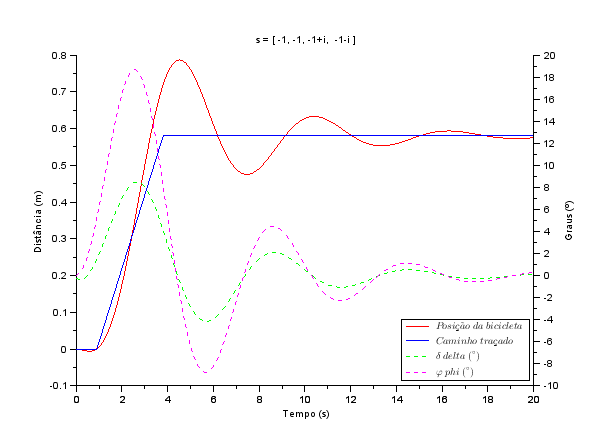 s = [ -1, -1, -1+i,  -1-i ]
0.8
0.7
0.6
0.5
0.4
0.3
0.2
0.1
0
-0.1
Distância (m)
20
18
16
14
12
10
8
6
4
2
0
-2
-4
-6
-8
-10
Graus (º)
0 2 4 6 8 10 12 14 16 18 20
Tempo (s)
Posição da bicicleta
Caminho traçado
δ delta (°)
φ phi (°)